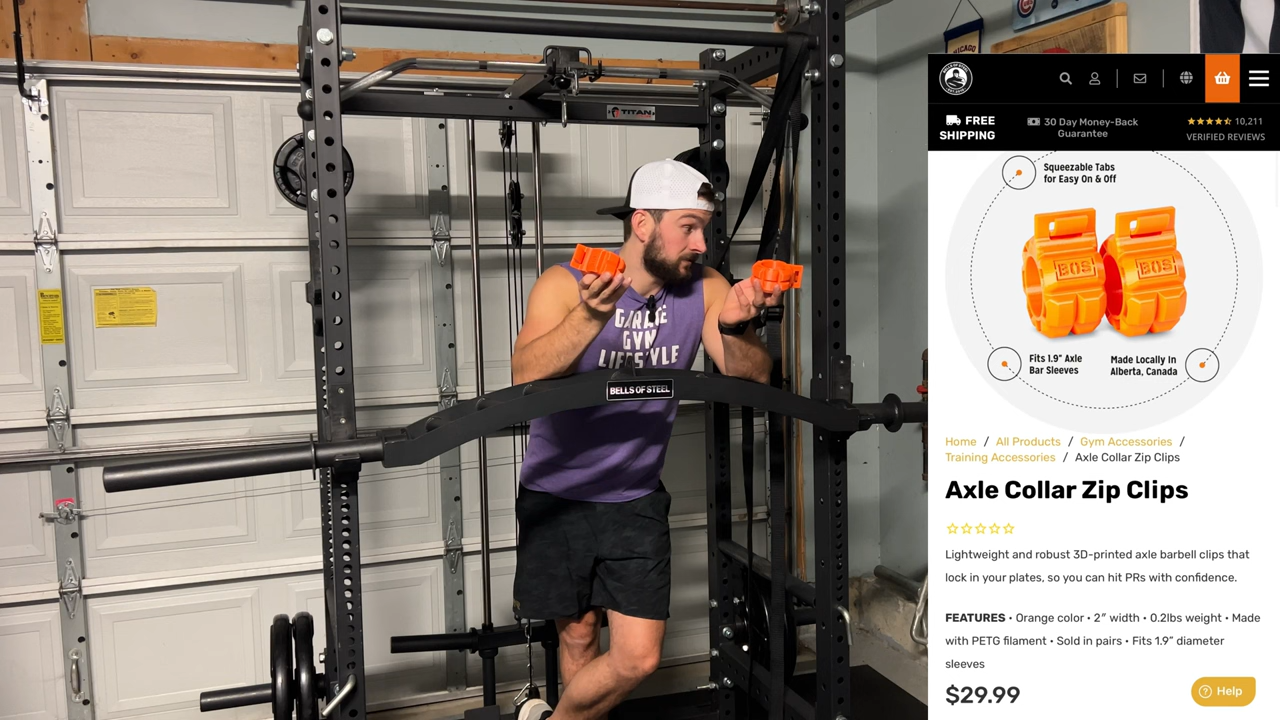 CHICAGO
TITAN
GARAGE
GYM
LIFESTYLE
BELLS OF STEEL
FREE
SHIPPING
30 Day Money-Back
Guarantee
10,211
VERIFIED REVIEWS
Squeezable Tabs
for Easy On & Off
BOS
BOS
Fits 1.9" Axle
Bar Sleeves
Made Locally In
Alberta, Canada
Home / All Products / Gym Accessories /
Training Accessories / Axle Collar Zip Clips
Axle Collar Zip Clips
Lightweight and robust 3D-printed axle barbell clips that
lock in your plates, so you can hit PRs with confidence.
FEATURES • Orange color • 2” width • 0.2lbs weight • Made
with PETG filament • Sold in pairs • Fits 1.9” diameter
sleeves
$29.99
Help